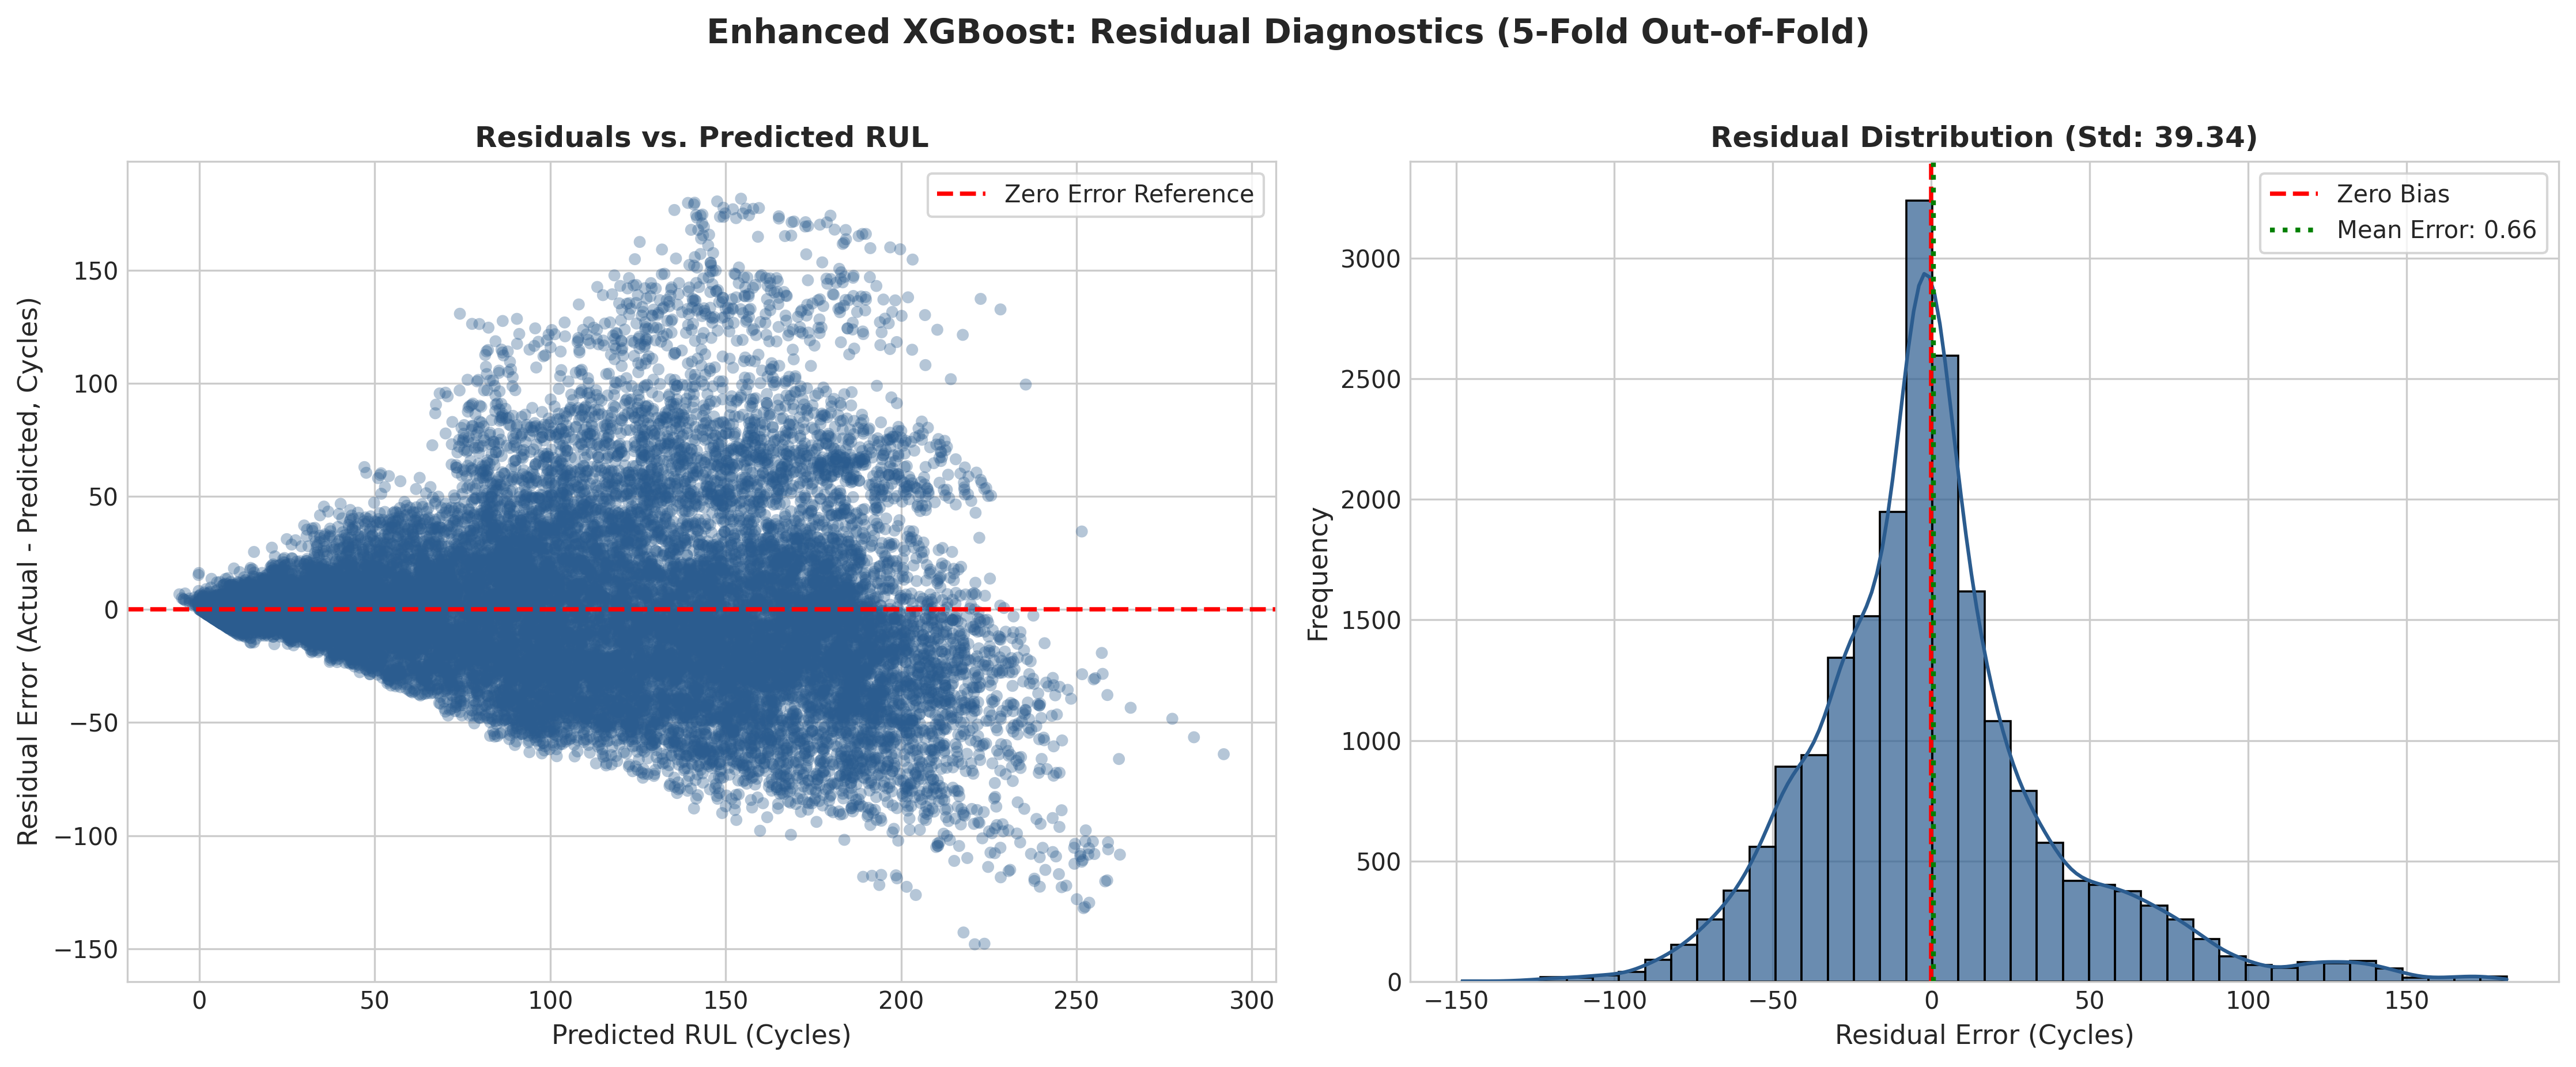 Enhanced XGBoost: Residual Diagnostics (5-Fold Out-of-Fold)
Residuals vs. Predicted RUL
Zero Error Reference
Residual Error (Actual - Predicted, Cycles)
150
100
50
0
−50
−100
−150
0 50 100 150 200 250 300
Predicted RUL (Cycles)
Residual Distribution (Std: 39.34)
Zero Bias
Mean Error: 0.66
Frequency
3000
2500
2000
1500
1000
500
0
−150 −100 −50 0 50 100 150
Residual Error (Cycles)